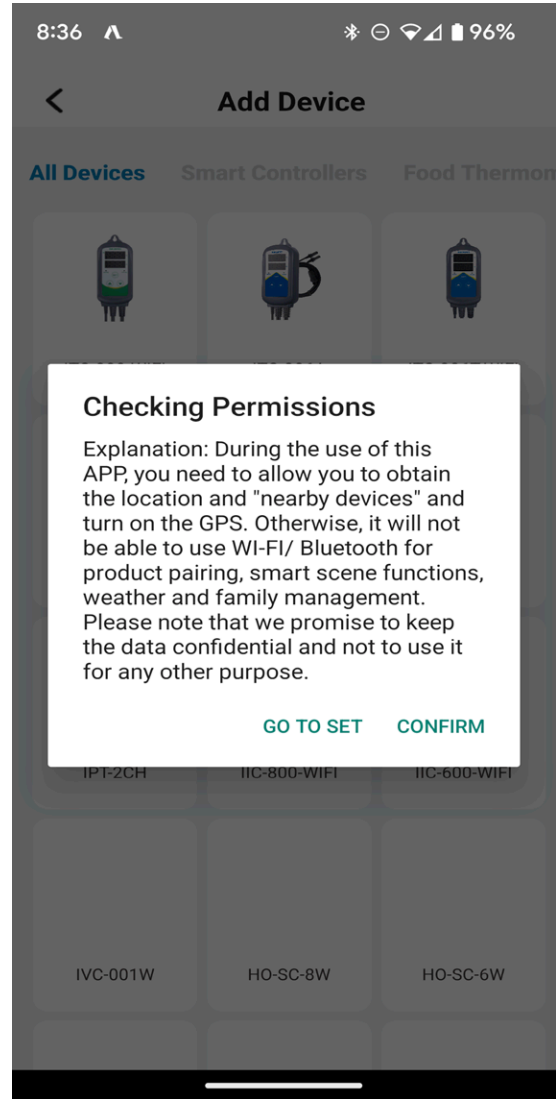 8:36
96%
Add Device
All Devices Smart Controllers Food Thermom
Checking Permissions
Explanation: During the use of this
APP, you need to allow you to obtain
the location and "nearby devices" and
turn on the GPS. Otherwise, it will not
be able to use WI-FI/ Bluetooth for
product pairing, smart scene functions,
weather and family management.
Please note that we promise to keep
the data confidential and not to use it
for any other purpose.
GO TO SET CONFIRM
IPT-2CH IIC-800-WIFI IIC-600-WIFI
IVC-001W HO-SC-8W HO-SC-6W